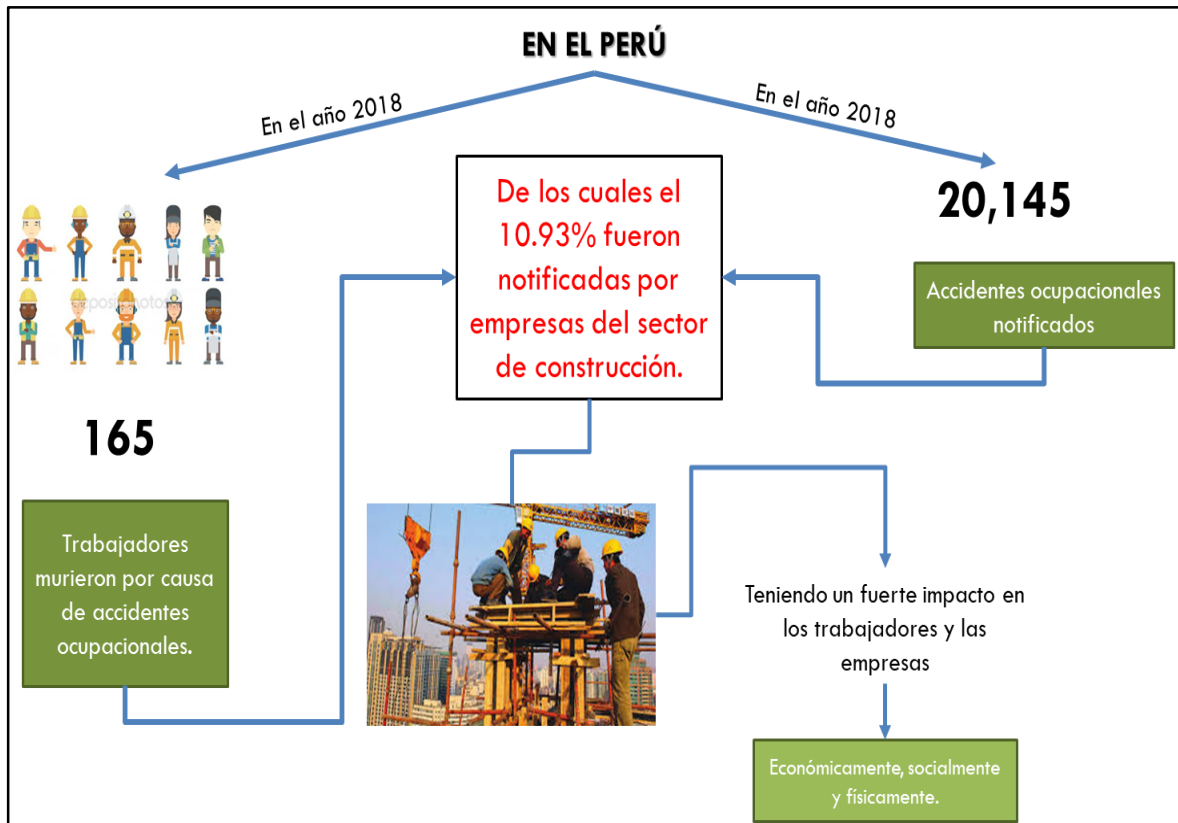 EN EL PERÚ
En el año 2018
En el año 2018
165
Trabajadores
murieron por causa
de accidentes
ocupacionales.
20,145
Accidentes ocupacionales
notificados
De los cuales el
10.93% fueron
notificadas por
empresas del sector
de construcción.
Teniendo un fuerte impacto en
los trabajadores y las
empresas
Económicamente, socialmente
y físicamente.